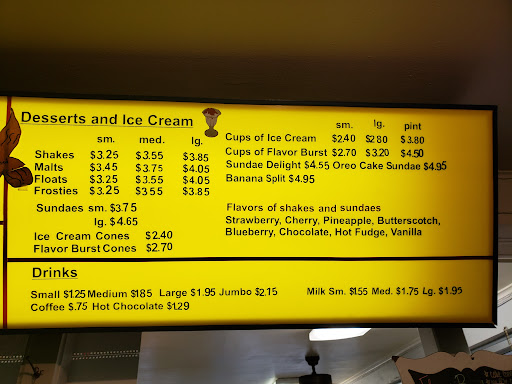 Desserts and Ice Cream
sm. med. lg.
Shakes $3.25 $3.55 $3.85
Malts $3.45 $3.75 $4.05
Floats $3.25 $3.55 $4.05
Frosties $3.25 $3.55 $3.85
Sundaes sm. $3.75
lg. $4.65
Ice Cream Cones $2.40
Flavor Burst Cones $2.70
sm. lg. pint
Cups of Ice Cream $2.40 $2.80 $3.80
Cups of Flavor Burst $2.70 $3.20 $4.50
Sundae Delight $4.55 Oreo Cake Sundae $4.95
Banana Split $4.95
Flavors of shakes and sundaes
Strawberry, Cherry, Pineapple, Butterscotch,
Blueberry, Chocolate, Hot Fudge, Vanilla
Drinks
Small $1.25 Medium $1.85 Large $1.95 Jumbo $2.15
Coffee $.75 Hot Chocolate $1.29
Milk Sm. $1.55 Med. $1.75 Lg. $1.95